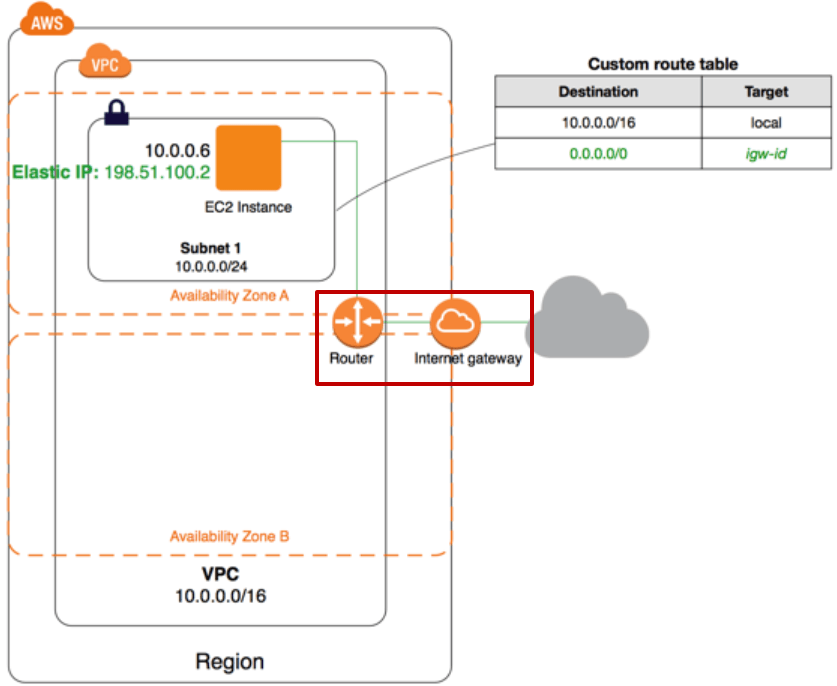 AWS
VPC
Custom route table
Destination Target
10.0.0.0/16 local
0.0.0.0/0 igw-id
10.0.0.6
Elastic IP: 198.51.100.2
EC2 Instance
Subnet 1
10.0.0.0/24
Availability Zone A
Router
Internet gateway
Availability Zone B
VPC
10.0.0.0/16
Region